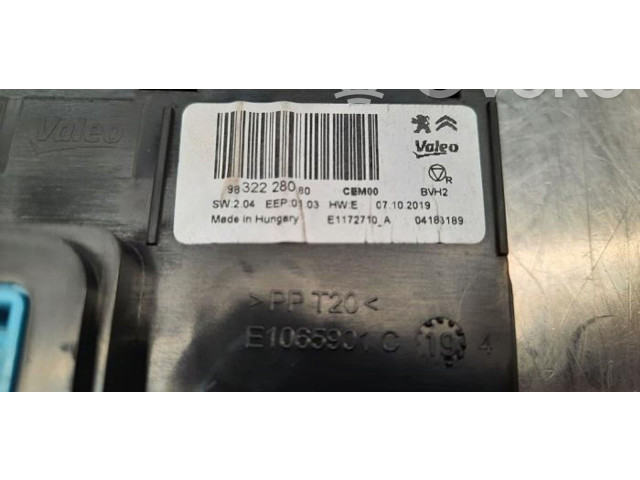 Valeo
Valeo
R
98 322 280 80 CEM00 BVH2
SW:2.04 EEP:01.03 HW:E 07.10.2019
Made in Hungary E1172710_A 04183189
>PP T20<
E1065901 C 19 4